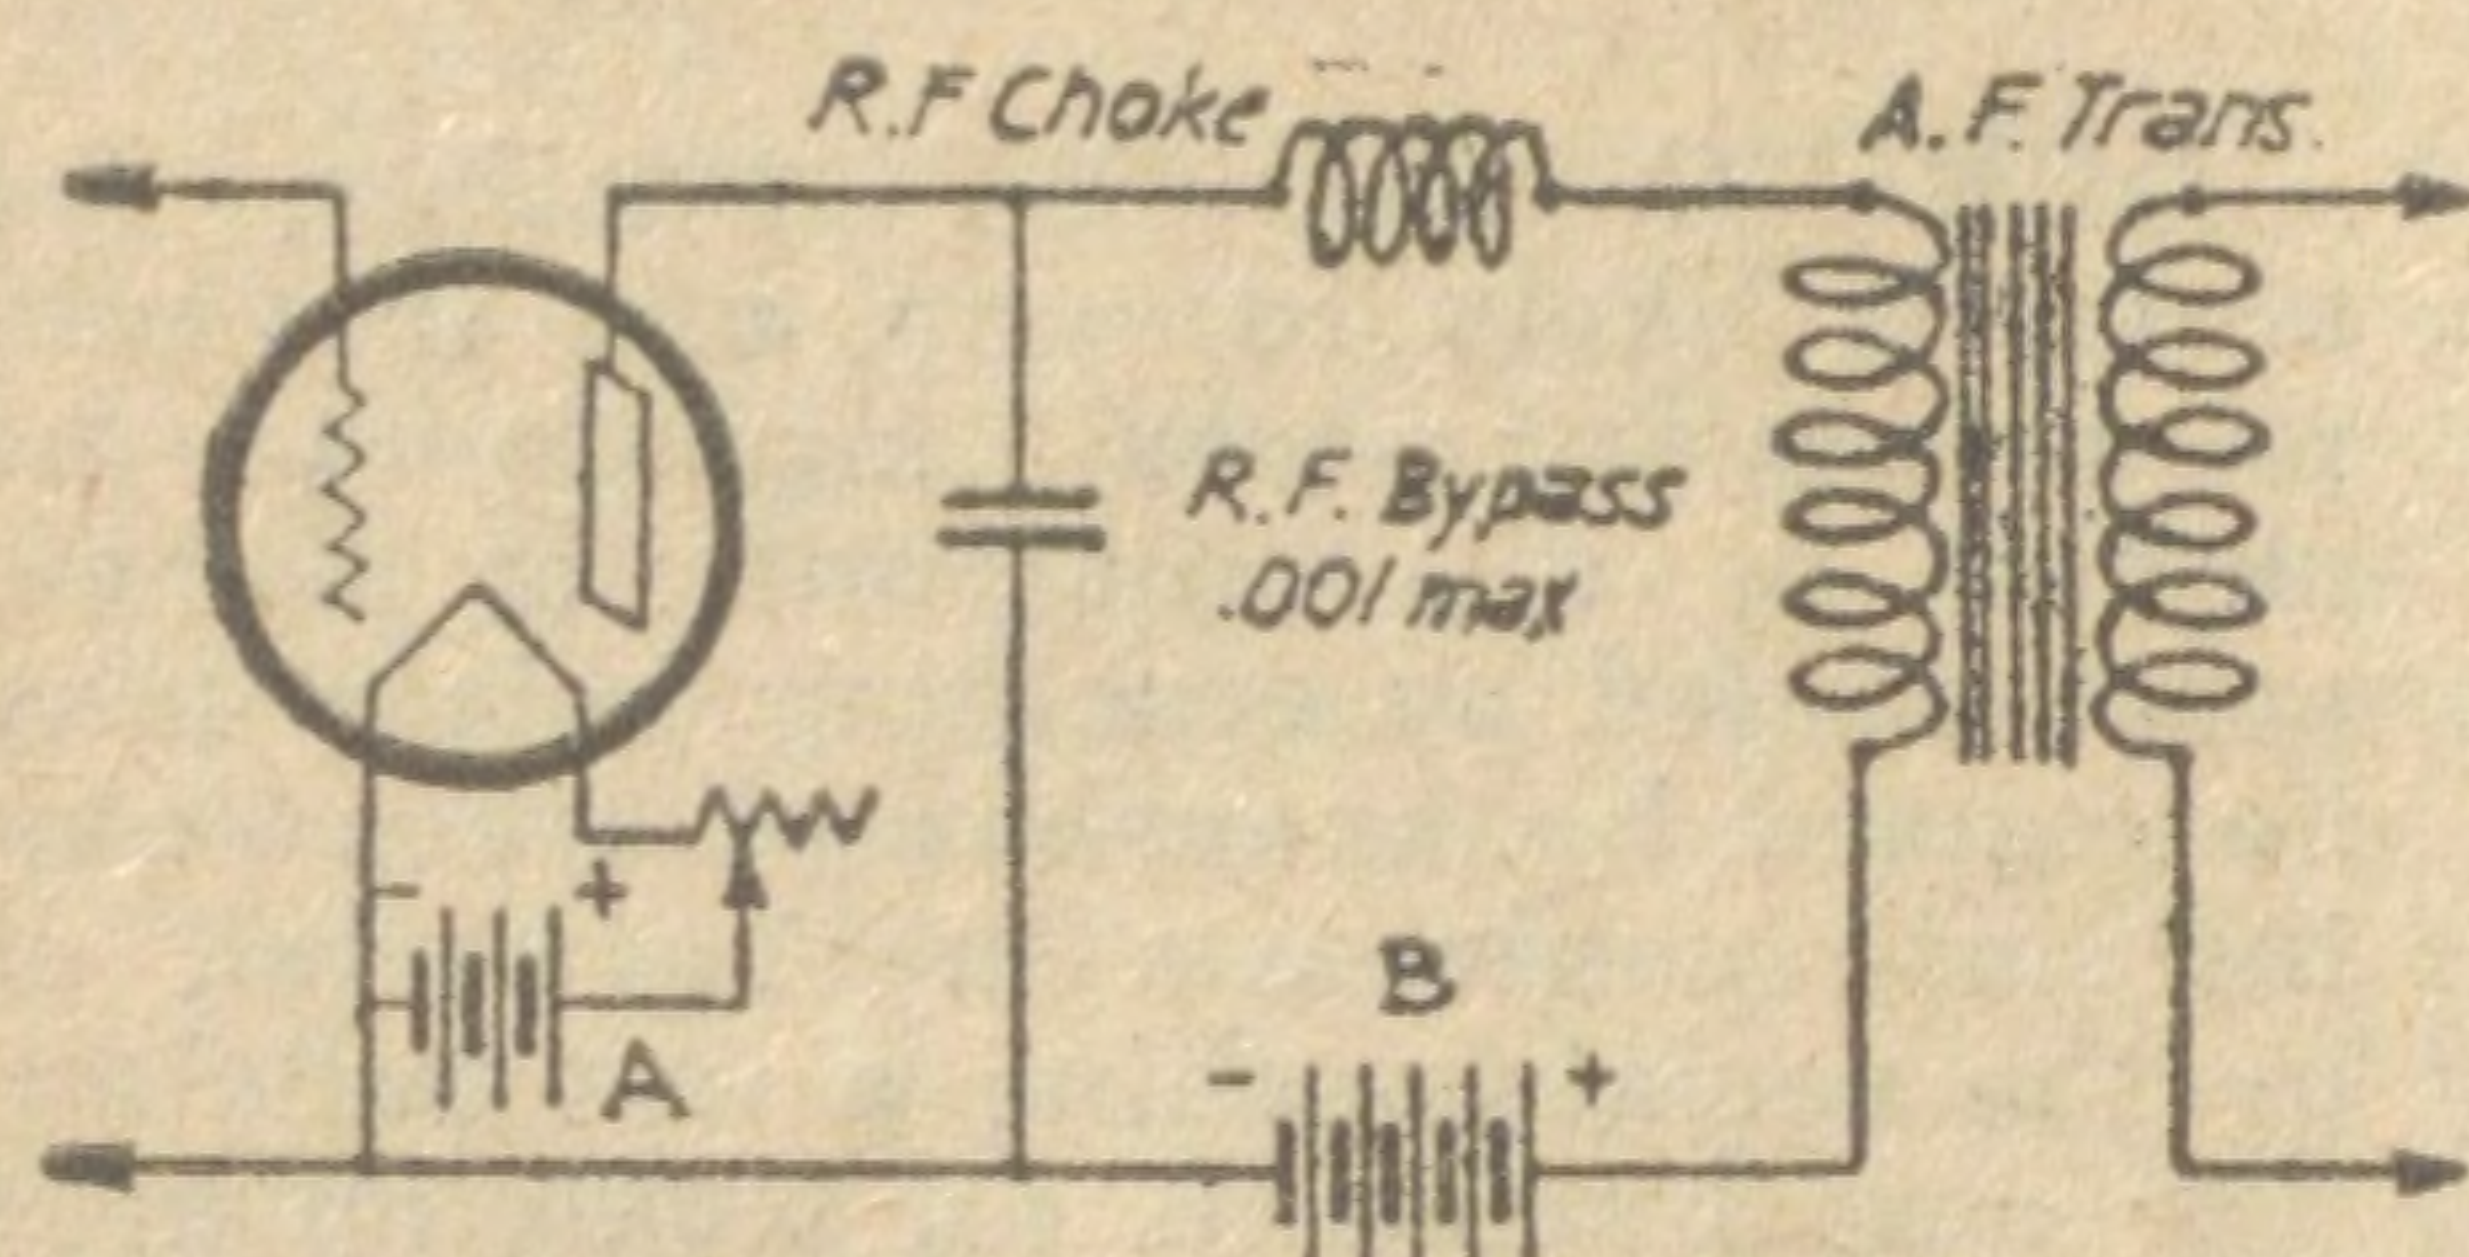 R.F Choke
A.F. Trans.
R.F. Bypass
.001 max
- +
A
B
- +